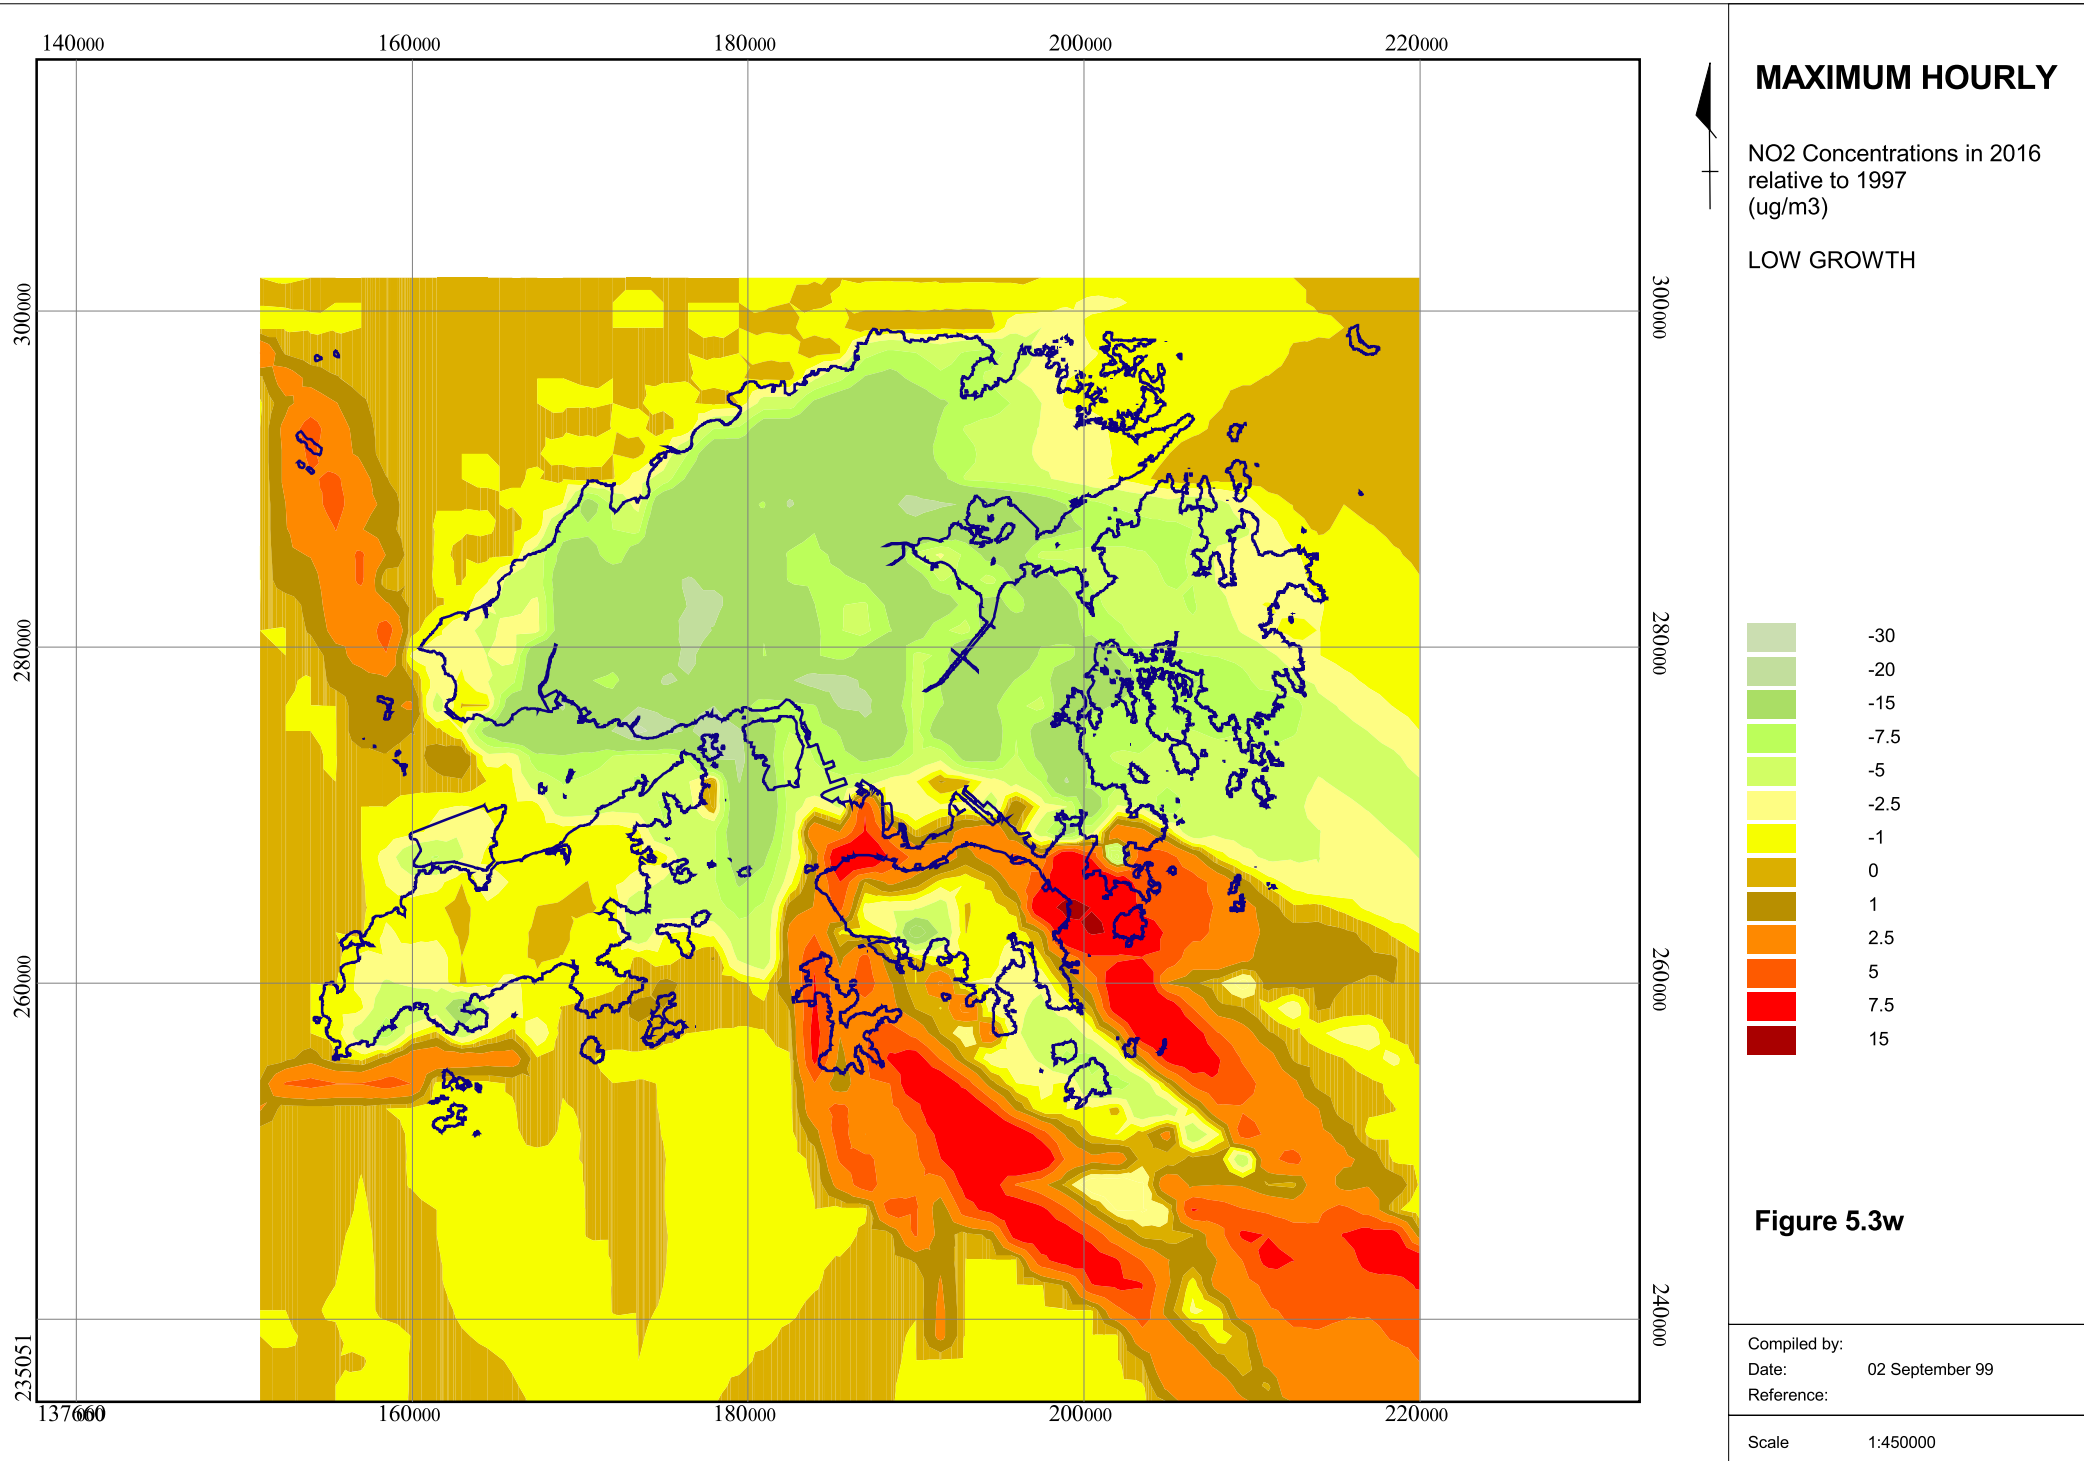 140000 160000 180000 200000 220000
MAXIMUM HOURLY
NO2 Concentrations in 2016
relative to 1997
(ug/m3)
LOW GROWTH
300000 300000
280000 280000
260000 260000
240000
235051
-30
-20
-15
-7.5
-5
-2.5
-1
0
1
2.5
5
7.5
15
Figure 5.3w
Compiled by:
Date: 02 September 99
Reference:
Scale 1:450000
160000 180000 200000 220000